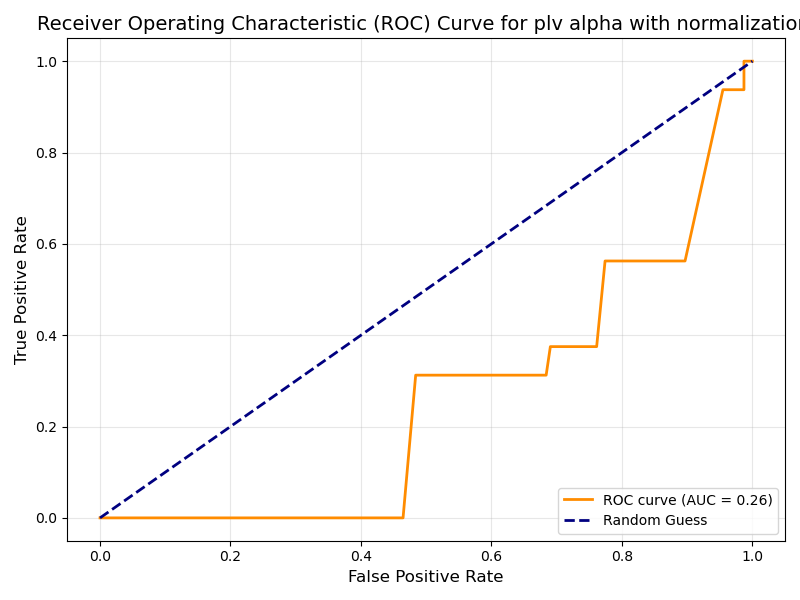 Receiver Operating Characteristic (ROC) Curve for plv alpha with normalization
1.0
0.8
0.6
0.4
0.2
0.0
True Positive Rate
0.0 0.2 0.4 0.6 0.8 1.0
False Positive Rate
ROC curve (AUC = 0.26)
Random Guess